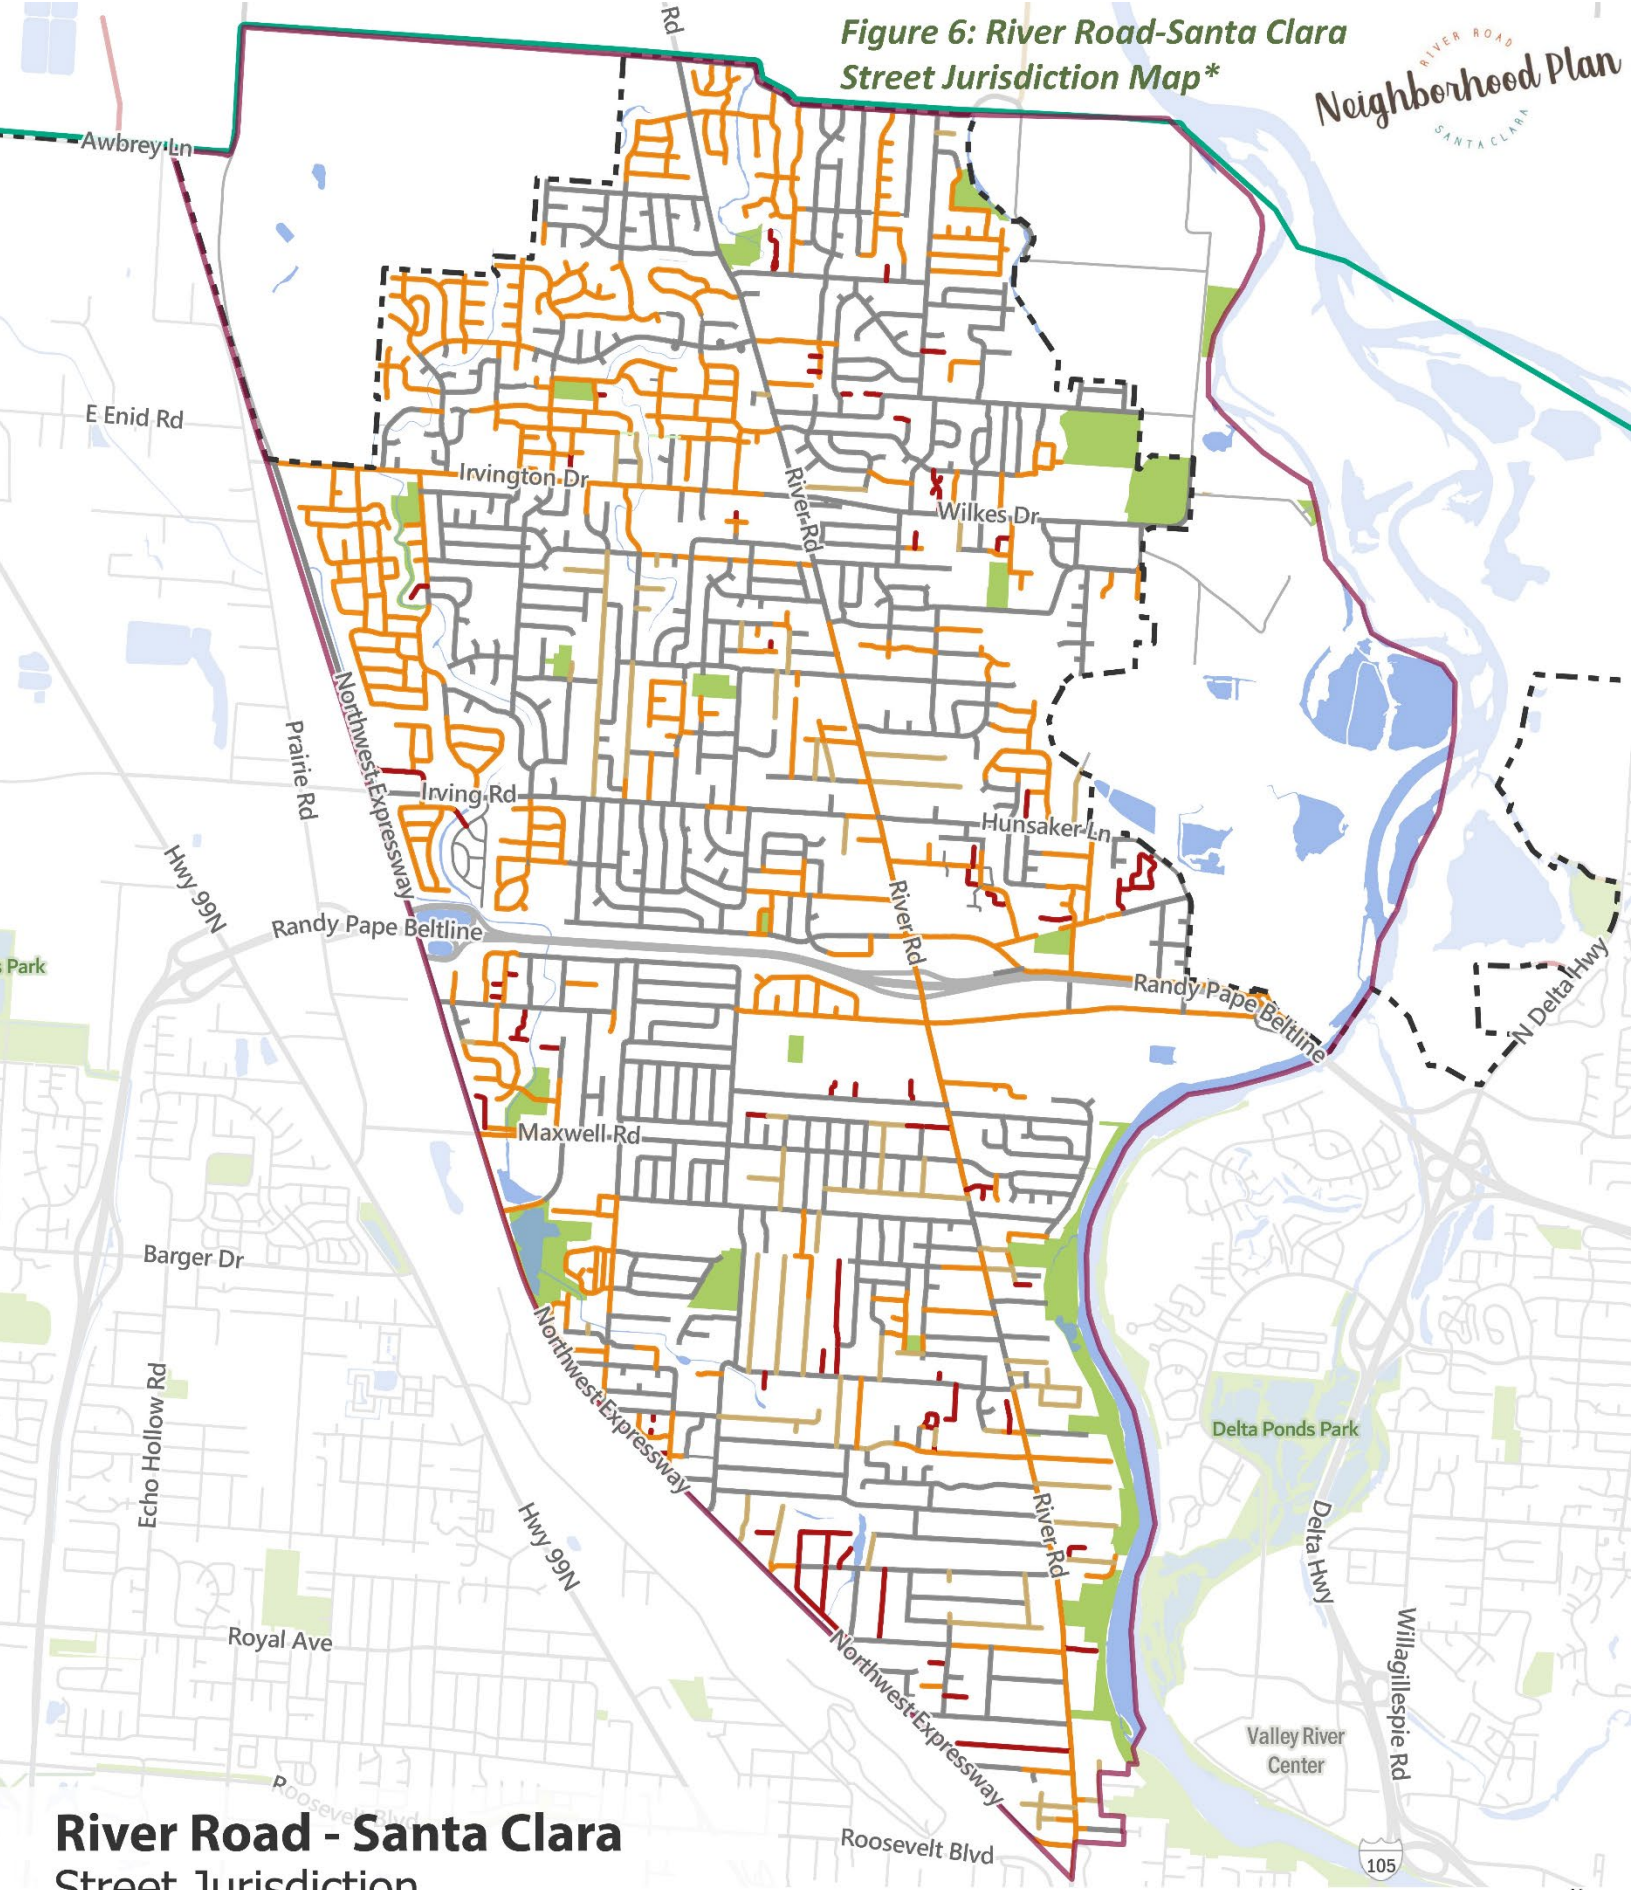 Rd
Figure 6: River Road-Santa Clara
Street Jurisdiction Map*
RIVER ROAD
Neighborhood Plan
SANTA CLARA
Awbrey Ln
E Enid Rd
Irvington Dr
River Rd
Wilkes Dr
Northwest Expressway
Prairie Rd
Irving Rd
Hunsaker Ln
Hwy 99N
River Rd
Randy Pape Beltline
s Park
Randy Pape Beltline
N Delta Hwy
Maxwell Rd
Barger Dr
Northwest Expressway
Echo Hollow Rd
Delta Ponds Park
River Rd
Delta Hwy
Hwy 99N
Royal Ave
Willagillespie Rd
Northwest Expressway
Valley River
Center
R
Roosevelt Blvd
River Road - Santa Clara
Street Jurisdiction
Roosevelt Blvd
105